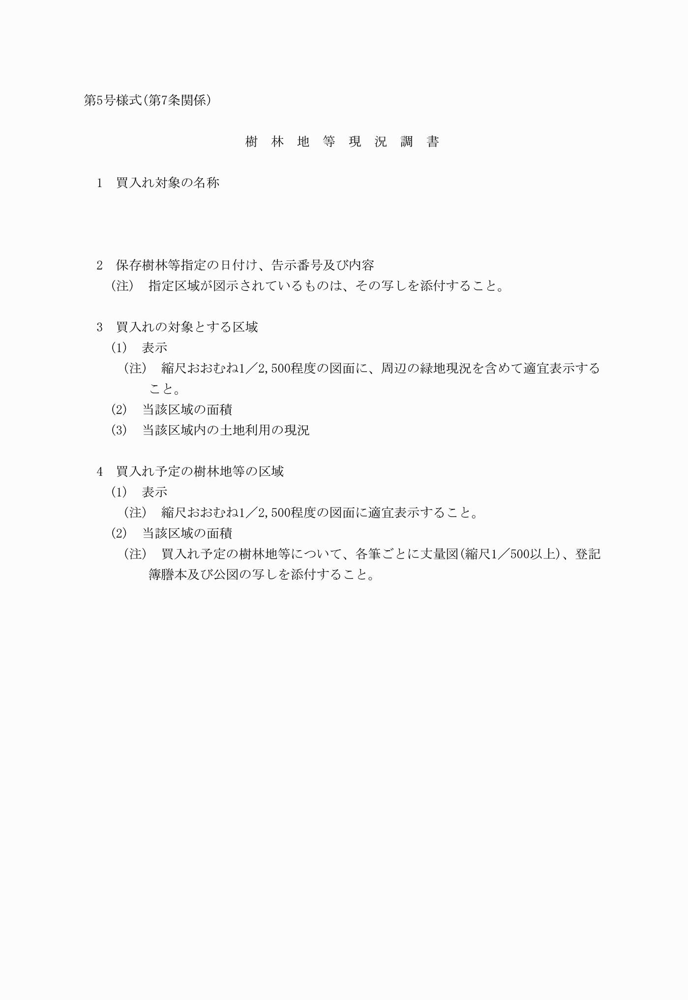 第5号様式(第7条関係)
樹　林　地　等　現　況　調　書
1　買入れ対象の名称
2　保存樹林等指定の日付け、告示番号及び内容
(注)　指定区域が図示されているものは、その写しを添付すること。
3　買入れの対象とする区域
(1)　表示
(注)　縮尺おおむね1／2,500程度の図面に、周辺の緑地現況を含めて適宜表示する
こと。
(2)　当該区域の面積
(3)　当該区域内の土地利用の現況
4　買入れ予定の樹林地等の区域
(1)　表示
(注)　縮尺おおむね1／2,500程度の図面に適宜表示すること。
(2)　当該区域の面積
(注)　買入れ予定の樹林地等について、各筆ごとに丈量図(縮尺1／500以上)、登記
簿謄本及び公図の写しを添付すること。